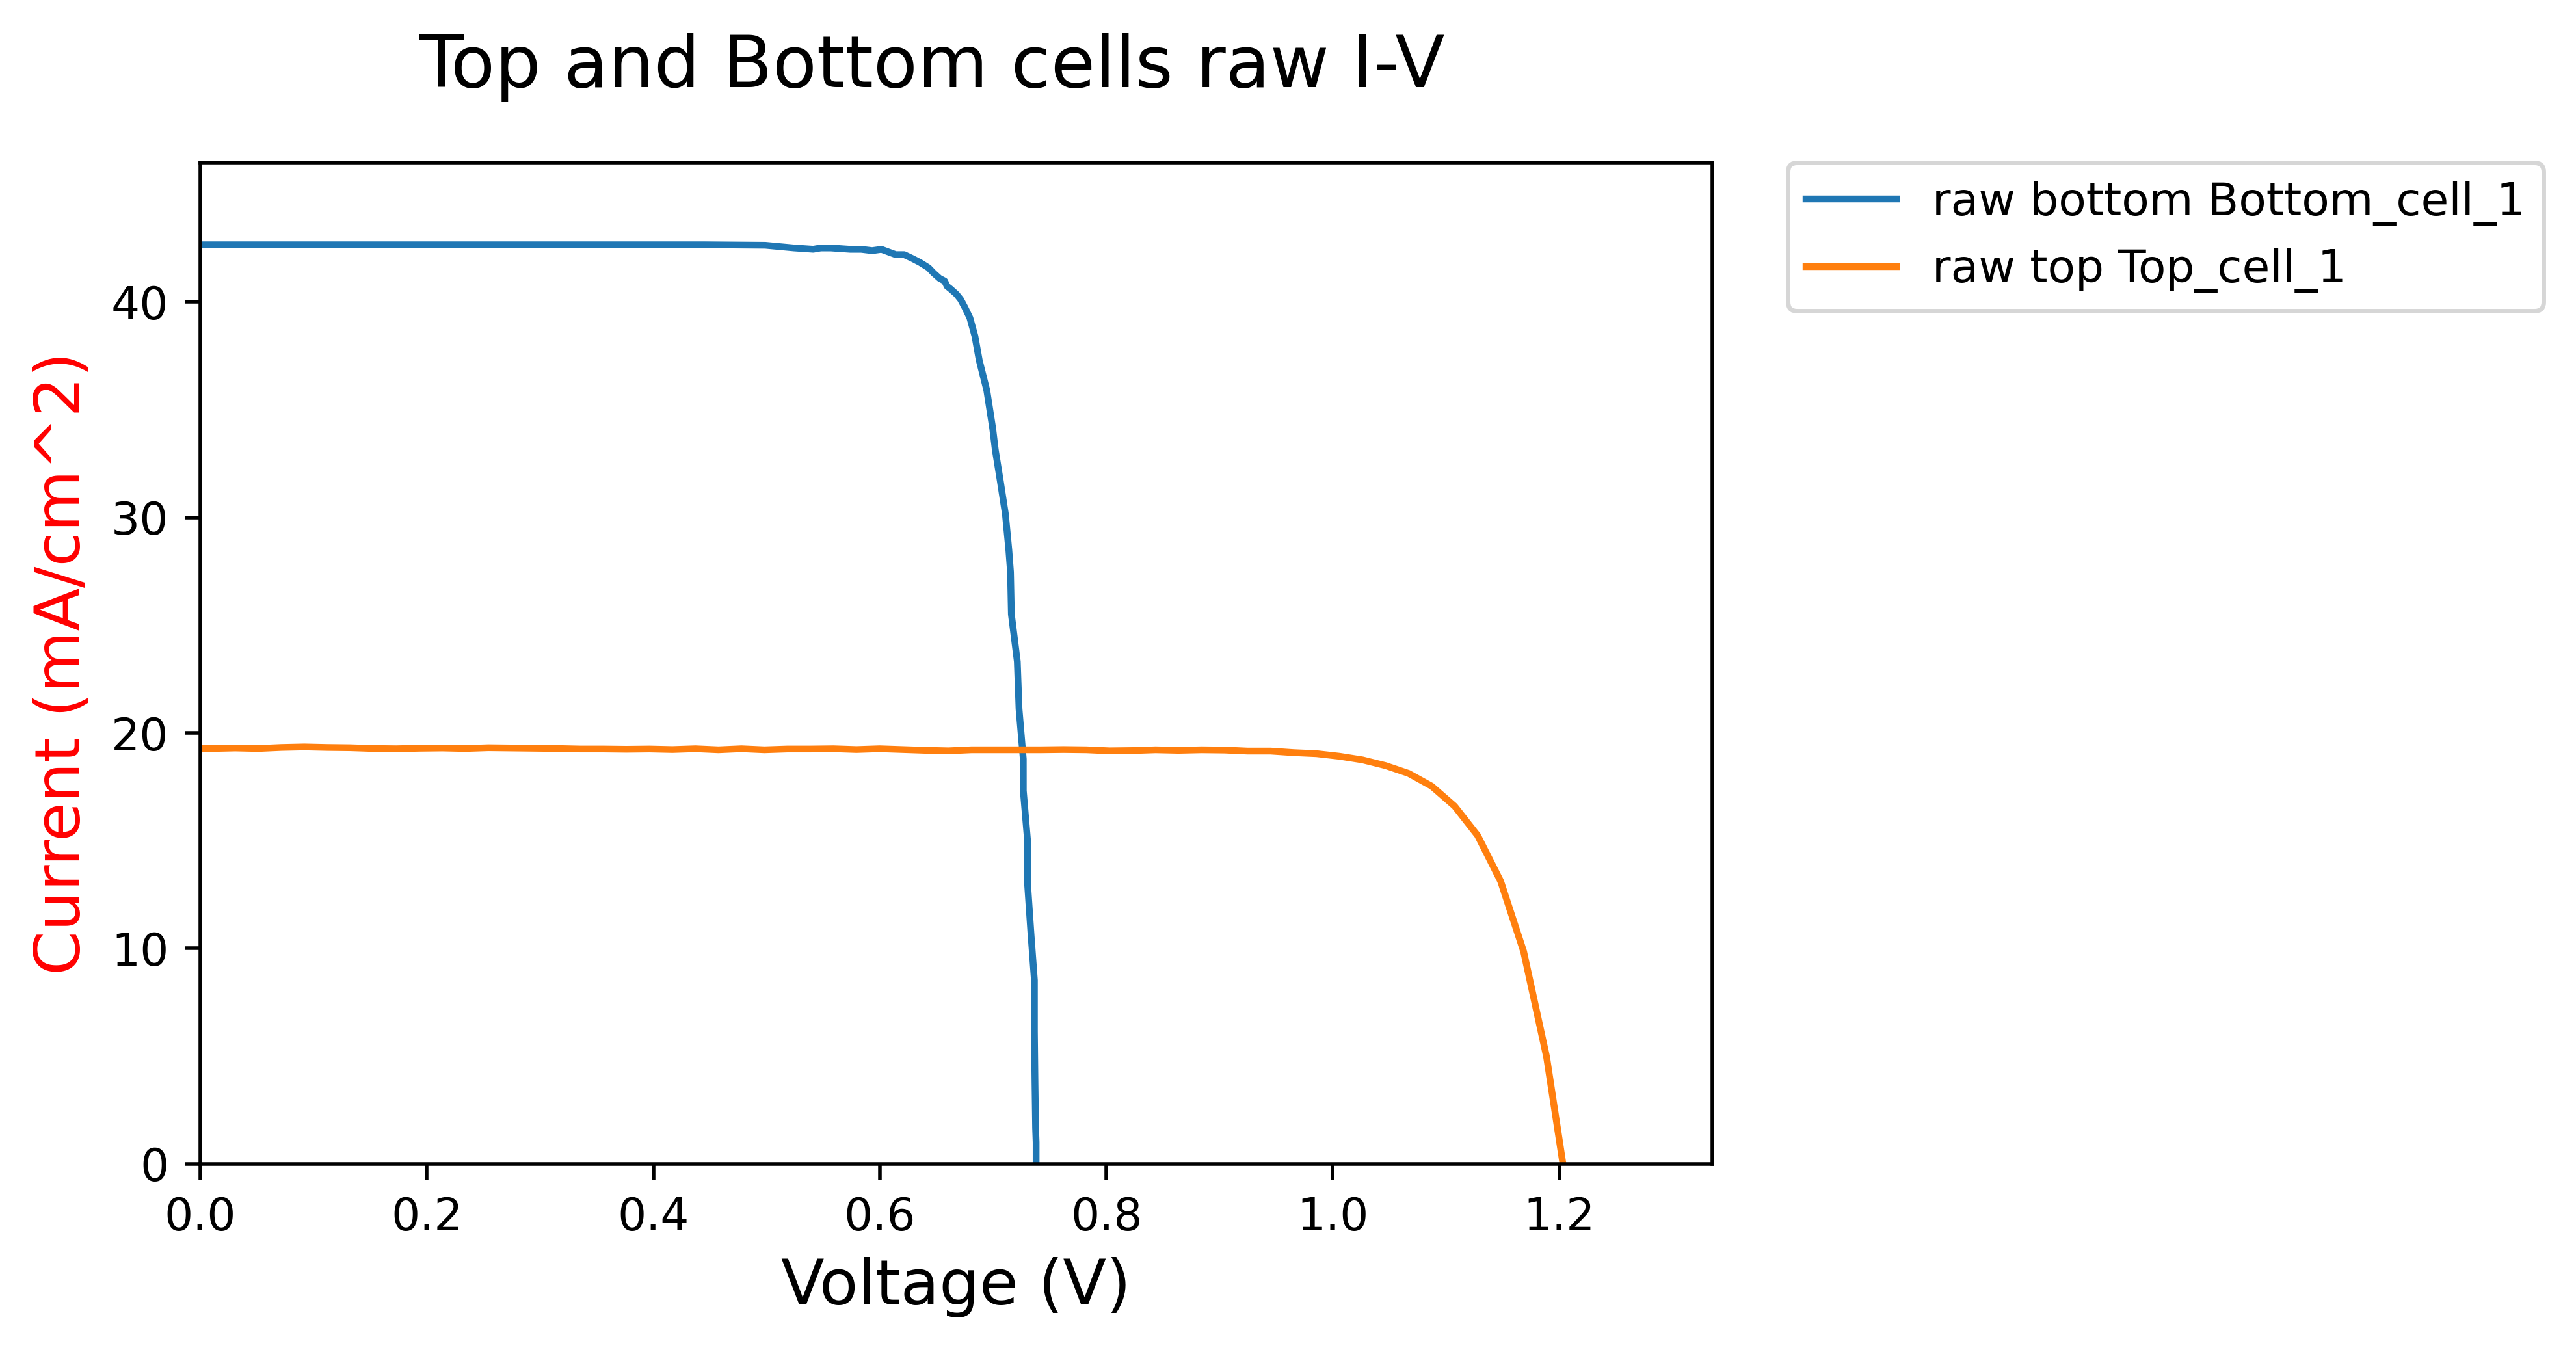 Top and Bottom cells raw I-V
raw bottom Bottom_cell_1
raw top Top_cell_1
Current (mA/cm^2)
40
30
20
10
0
0.0 0.2 0.4 0.6 0.8 1.0 1.2
Voltage (V)